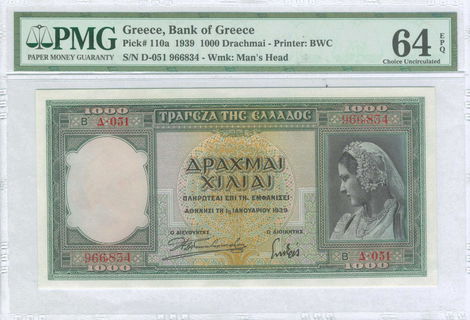 PMG
PAPER MONEY GUARANTY
Greece, Bank of Greece
Pick# 110a 1939 1000 Drachmai - Printer: BWC
S/N D-051 966834 - Wmk: Man's Head
64 EPQ
Choice Uncirculated
1000 ΤΡΑΠΕΖΑ ΤΗΣ ΕΛΛΑΔΟΣ 1000
Β Δ-051 966834
ΔΡΑΧΜΑΙ
ΧΙΛΙΑΙ
ΠΛΗΡΩΤΕΑΙ ΕΠΙ ΤΗ ΕΜΦΑΝΙΣΕΙ
ΑΘΗΝΗΣΙ ΤΗ 1ῃ ΙΑΝΟΥΑΡΙΟΥ 1939
Ο ΔΙΕΥΘΥΝΤΗΣ Ο ΔΙΟΙΚΗΤΗΣ
966834 Β Δ-051
1000 1000